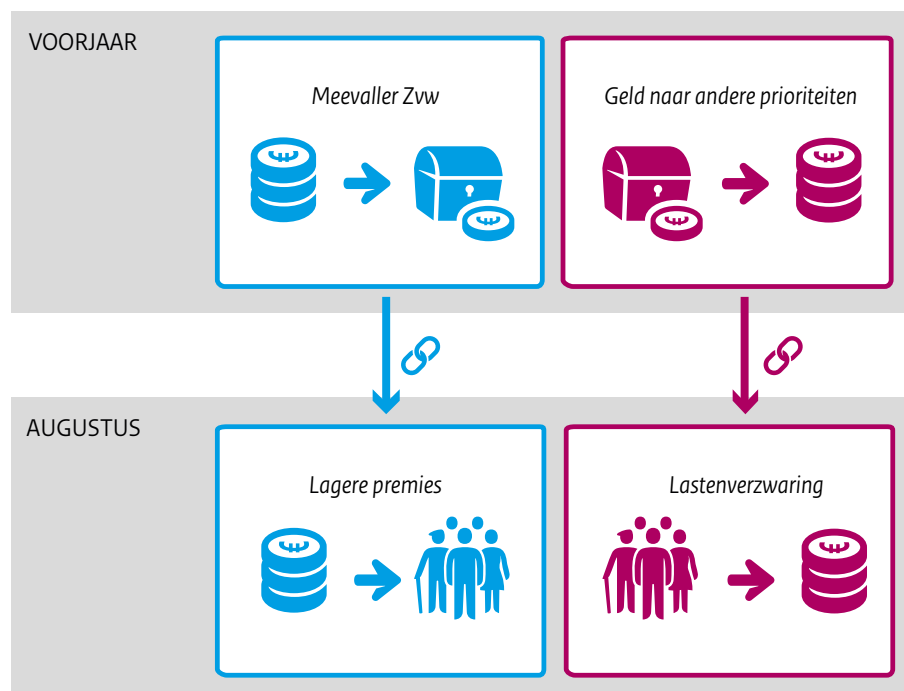 VOORJAAR
Meevaller Zvw
Geld naar andere prioriteiten
AUGUSTUS
Lagere premies
Lastenverzwaring